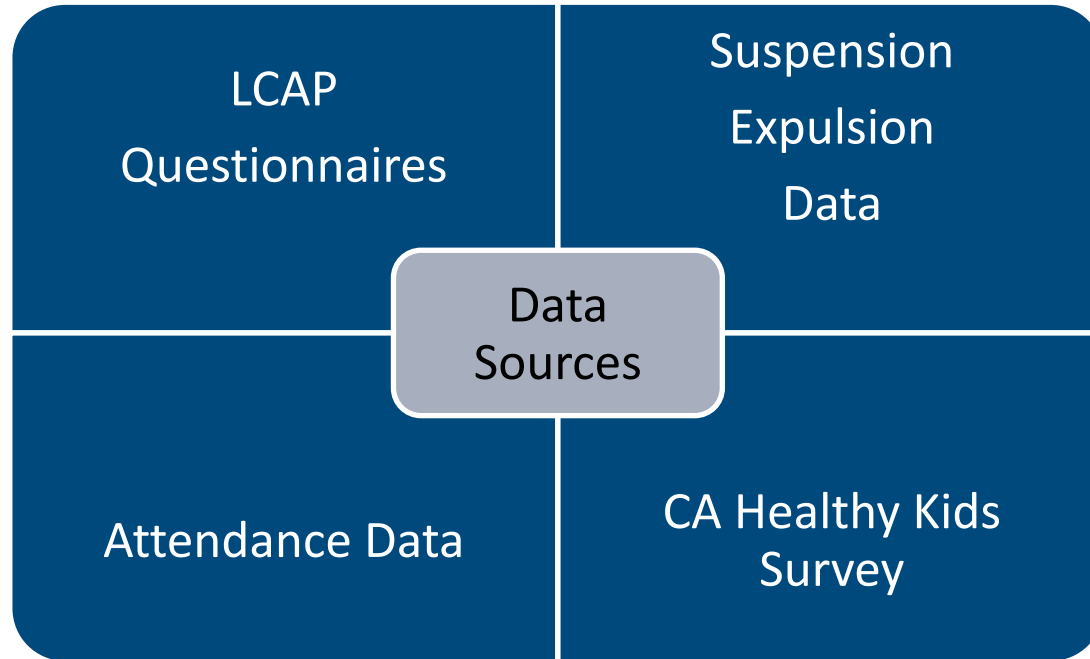 LCAP
Questionnaires
Suspension
Expulsion
Data
Data
Sources
Attendance Data
CA Healthy Kids
Survey